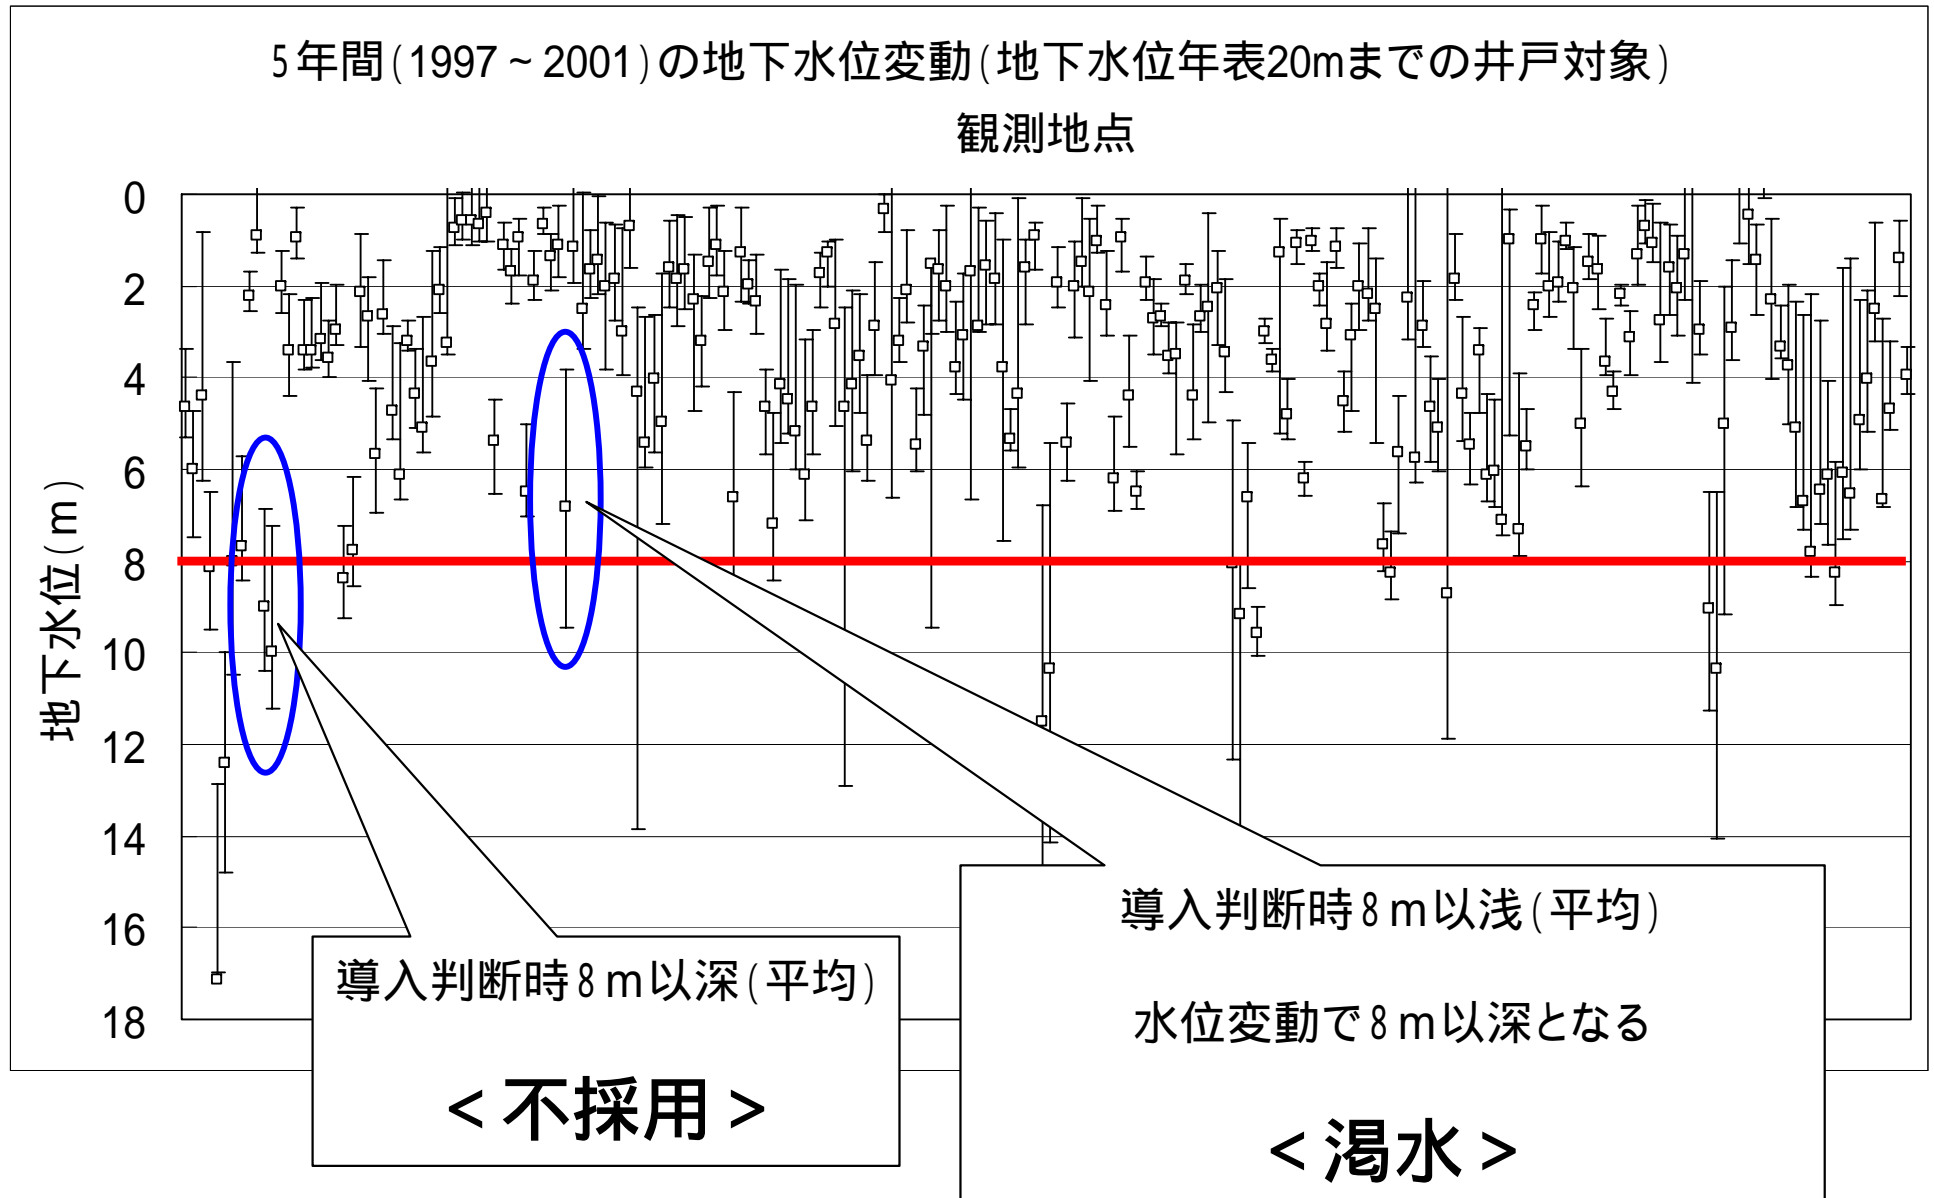 5年間(1997～2001)の地下水位変動(地下水位年表20mまでの井戸対象)
観測地点
地下水位(m)
0
2
4
6
8
10
12
14
16
18
導入判断時8m以深(平均)
<不採用>
導入判断時8m以浅(平均)
水位変動で8m以深となる
<渇水>